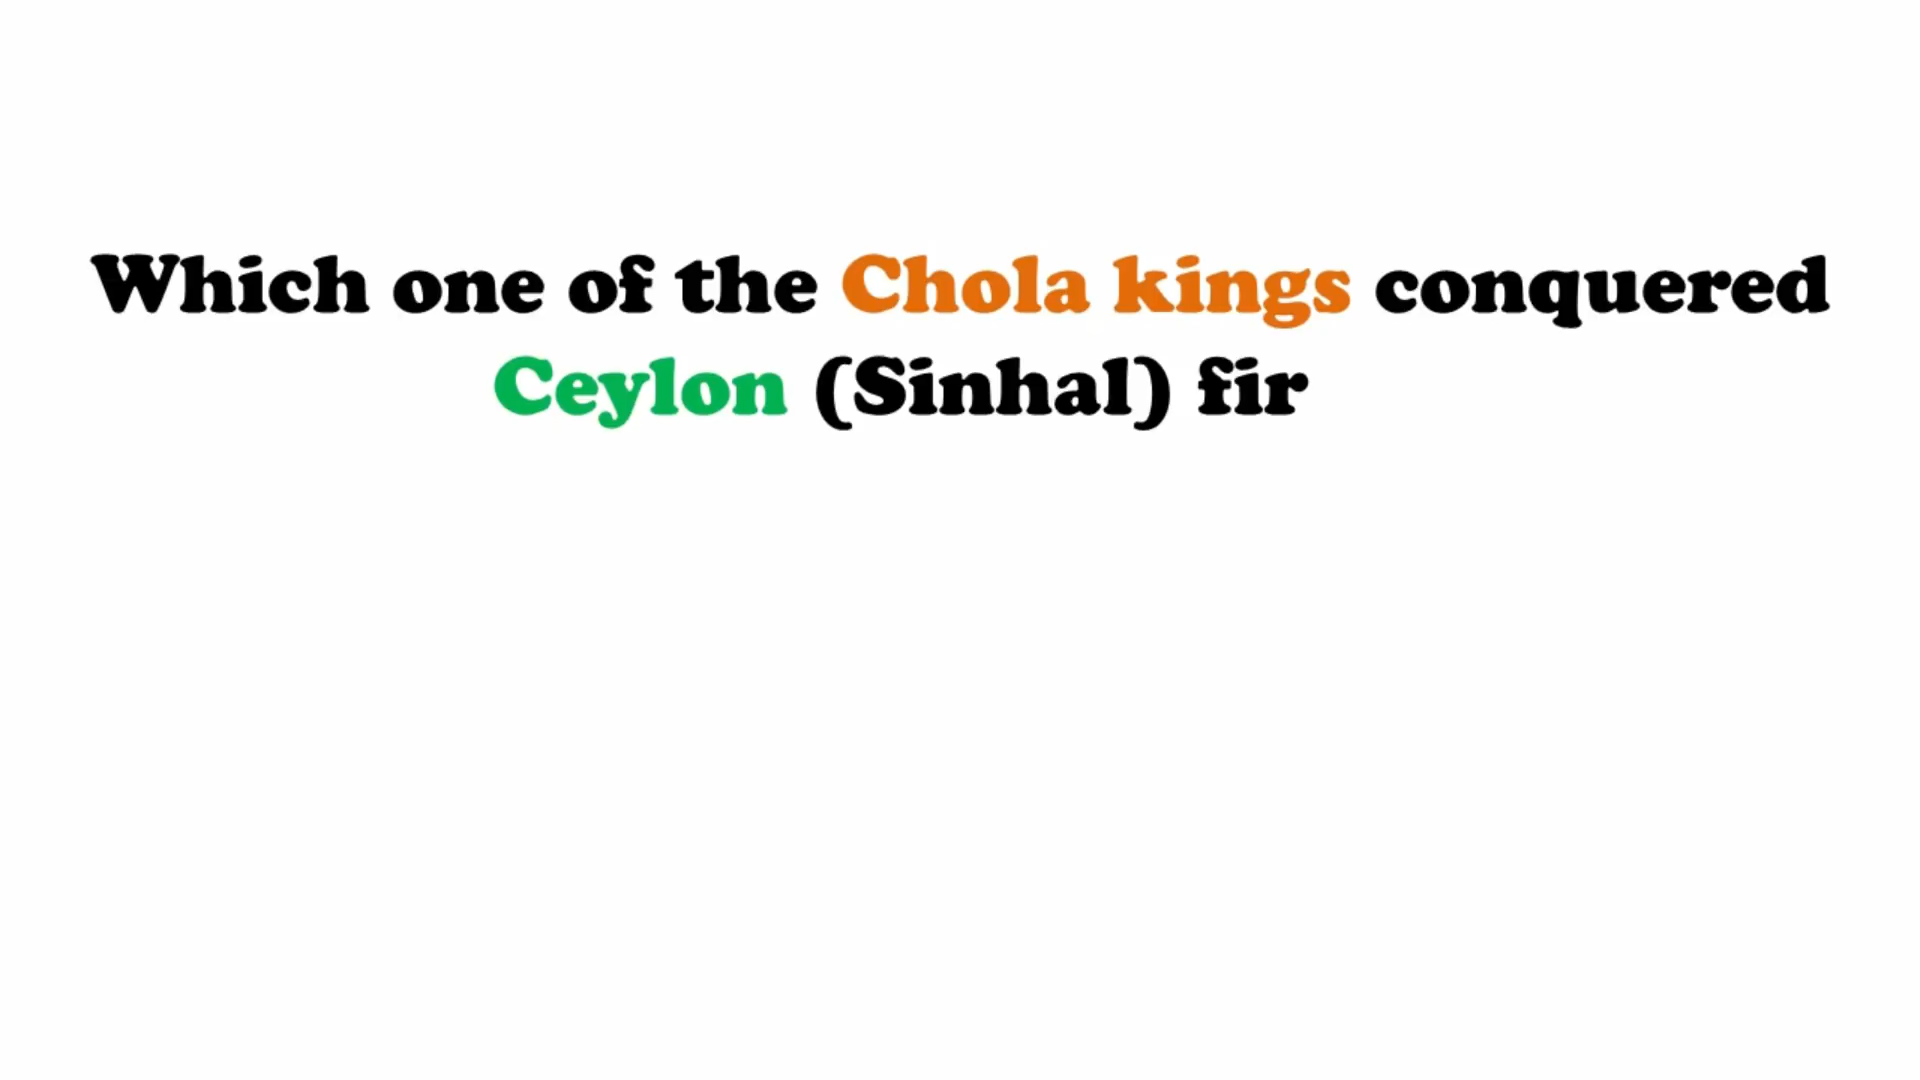 Which one of the Chola kings conquered
Ceylon (Sinhal) fir